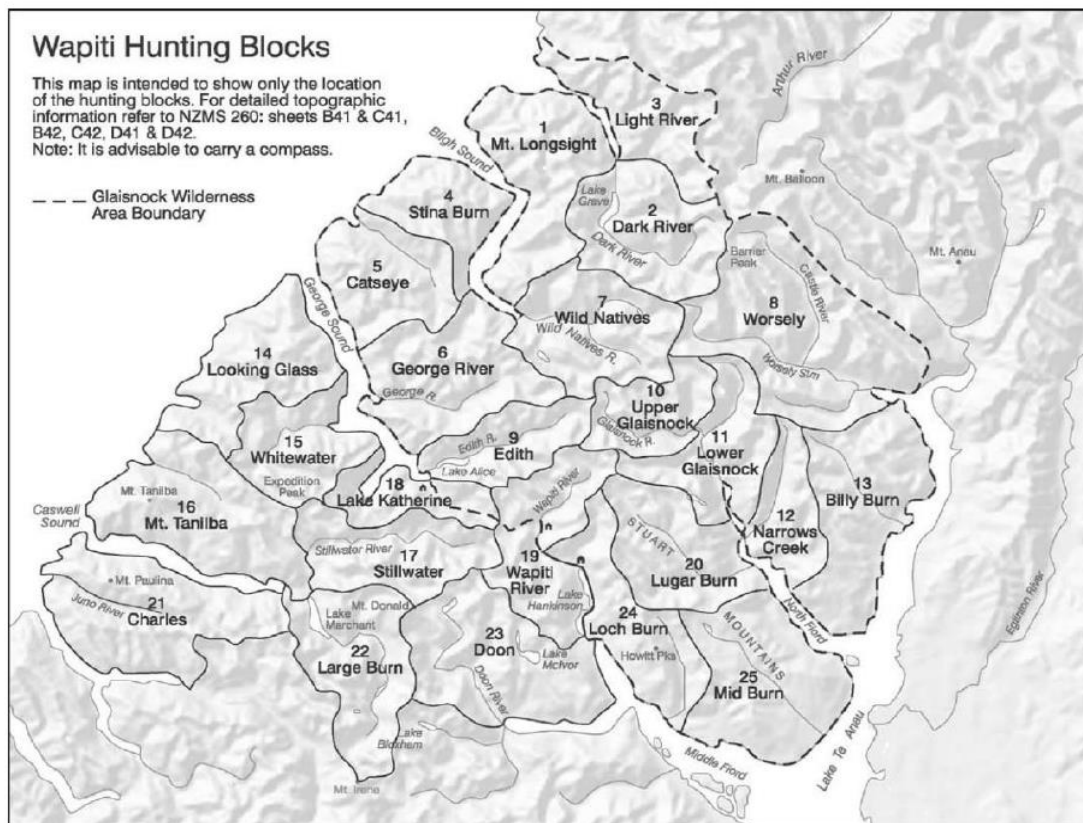 Wapiti Hunting Blocks
This map is intended to show only the location
of the hunting blocks. For detailed topographic
information refer to NZMS 260: sheets B41 & C41,
B42, C42, D41 & D42.
Note: It is advisable to carry a compass.
Glaisnock Wilderness
Area Boundary
Arthur River
3
Light River
1
Mt. Longsight
Bligh Sound
Mt. Balloon
4
Stina Burn
Lake
Grave
2
Dark River
Dark River
Barrier
Peak
Castle River
Mt. Anau
5
Catseye
George Sound
7
Wild Natives
Wild Natives R.
8
Worsely
Worsely Stm
14
Looking Glass
6
George River
George R.
10
Upper
Glaisnock
Glaisnock R.
9
Edith
Edith R.
Lake Alice
11
Lower
Glaisnock
15
Whitewater
Expedition
Peak
18
Lake Katherine
Wapiti River
13
Billy Burn
Mt. Tanilba
16
Mt. Tanilba
Caswell
Sound
12
Narrows
Creek
Stillwater River
17
Stillwater
19
Wapiti
River
Lake
Hankinson
STUART
MOUNTAINS
20
Lugar Burn
North Fiord
Eglinton River
Mt. Paulina
Juno River
21
Charles
Mt. Donald
Lake
Marchant
22
Large Burn
23
Doon
Doon River
Lake
McIvor
24
Loch Burn
Howitt Pks
25
Mid Burn
Lake
Bloxham
Mt. Irene
Middle Fiord
Lake Te Anau